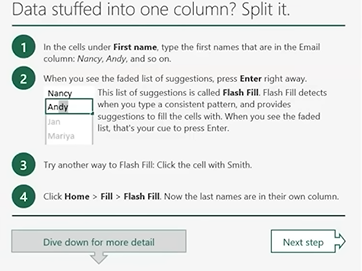 Data stuffed into one column? Split it.
1
In the cells under First name, type the first names that are in the Email
column: Nancy, Andy, and so on.
2
When you see the faded list of suggestions, press Enter right away.
Nancy
Andy
Jan
Mariya
This list of suggestions is called Flash Fill. Flash Fill detects
when you type a consistent pattern, and provides
suggestions to fill the cells with. When you see the faded
list, that's your cue to press Enter.
3
Try another way to Flash Fill: Click the cell with Smith.
4
Click Home > Fill > Flash Fill. Now the last names are in their own column.
Dive down for more detail
Next step